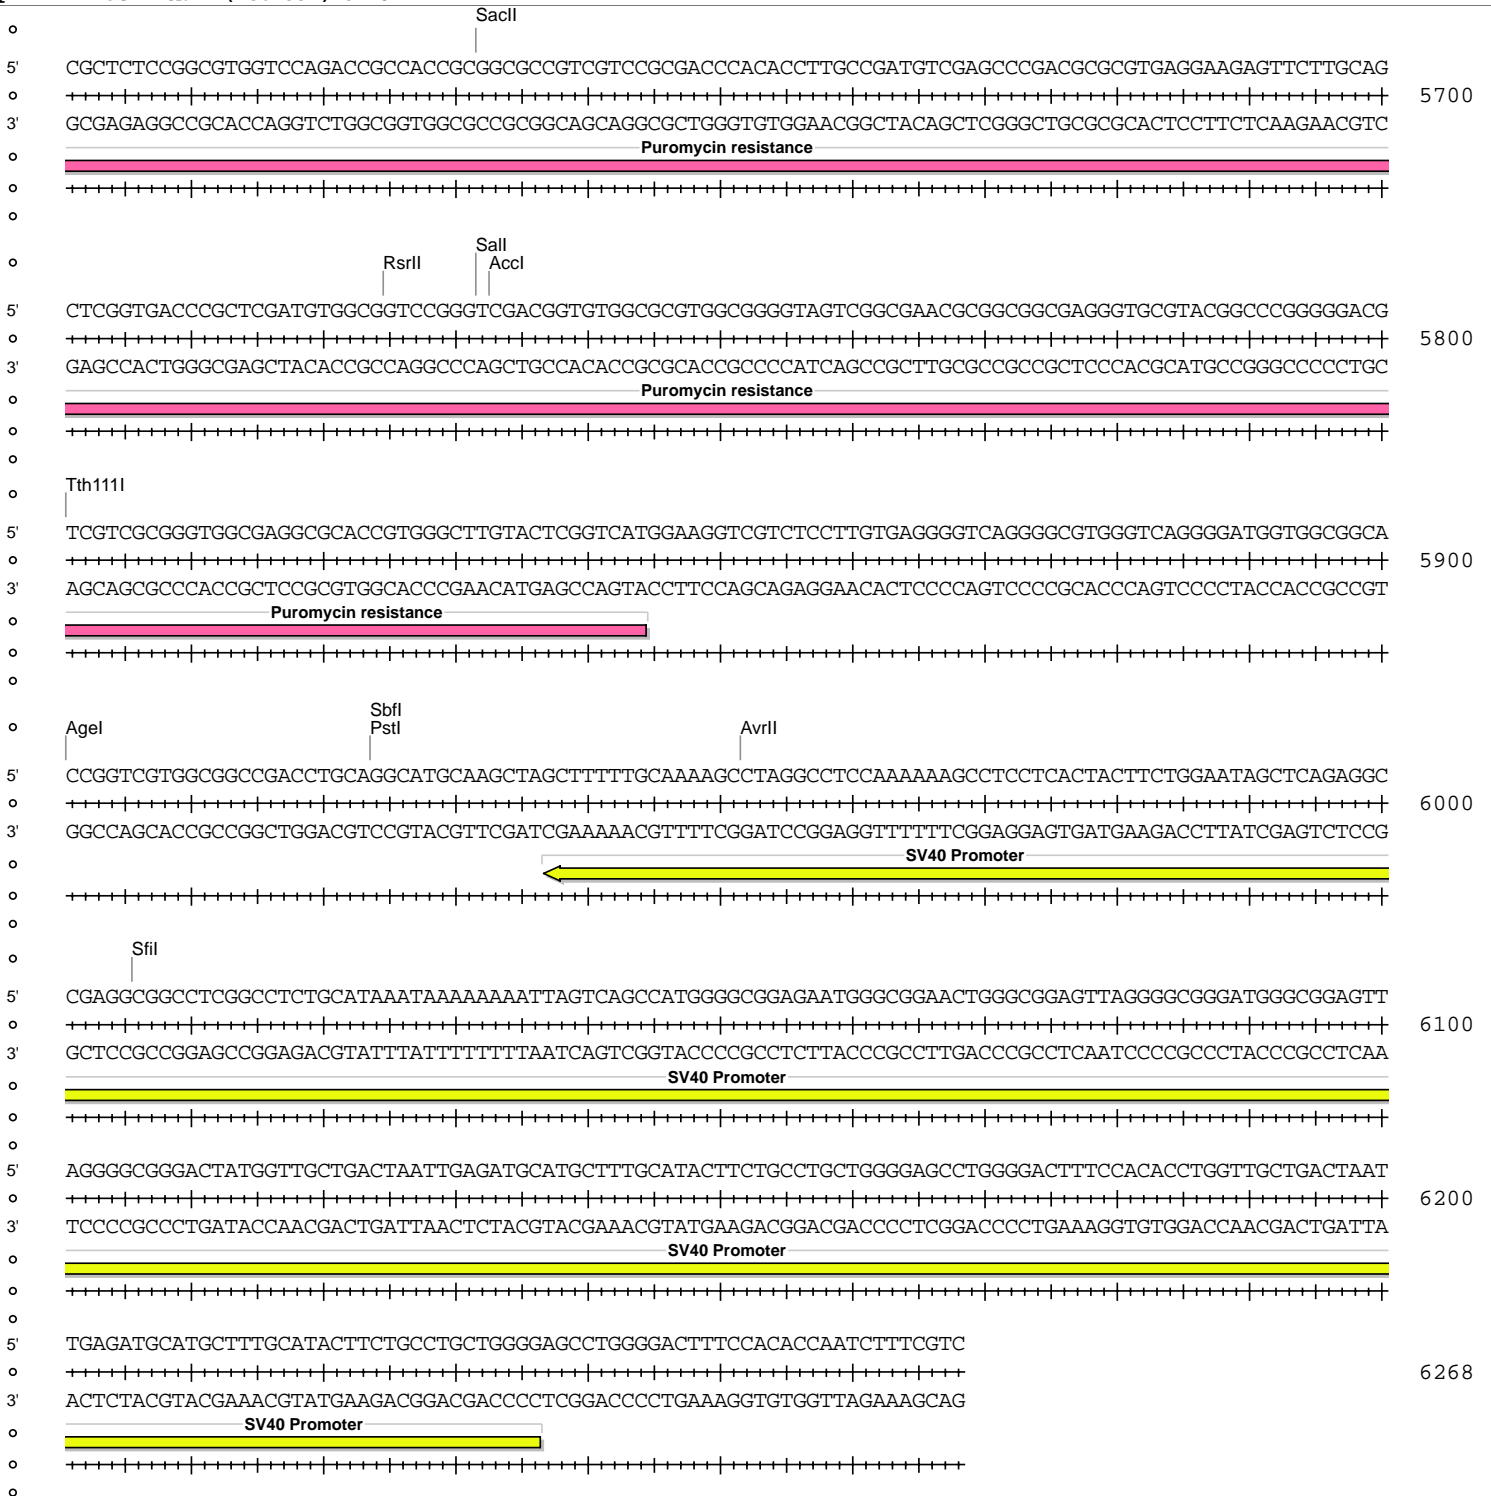 SacII
5' CGCTCTCCGGCGTGGTCCAGACCGCCACCGCGGCGCCGTCGTCCGCGACCCACACCTTGCCGATGTCGAGCCCGACGCGCGTGAGGAAGAGTTCTTGCAG
5700
3' GCGAGAGGCCGCACCAGGTCTGGCGGTGGCGCCGCGGCAGCAGGCGCTGGGTGTGGAACGGCTACAGCTCGGGCTGCGCGCACTCCTTCTCAAGAACGTC
Puromycin resistance
SalI
RsrII AccI
5' CTCGGTGACCCGCTCGATGTGGCGGTCCGGGTCGACGGTGTGGCGCGTGGCGGGGTAGTCGGCGAACGCGGCGGCGAGGGTGCGTACGGCCCGGGGGACG
5800
3' GAGCCACTGGGCGAGCTACACCGCCAGGCCCAGCTGCCACACCGCGCACCGCCCCATCAGCCGCTTGCGCCGCCGCTCCCACGCATGCCGGGCCCCCTGC
Puromycin resistance
Tth111I
5' TCGTCGCGGGTGGCGAGGCGCACCGTGGGCTTGTACTCGGTCATGGAAGGTCGTCTCCTTGTGAGGGGTCAGGGGCGTGGGTCAGGGGATGGTGGCGGCA
5900
3' AGCAGCGCCCACCGCTCCGCGTGGCACCCGAACATGAGCCAGTACCTTCCAGCAGAGGAACACTCCCCAGTCCCCGCACCCAGTCCCCTACCACCGCCGT
Puromycin resistance
SbfI
AgeI PstI AvrII
5' CCGGTCGTGGCGGCCGACCTGCAGGCATGCAAGCTAGCTTTTTGCAAAAGCCTAGGCCTCCAAAAAAGCCTCCTCACTACTTCTGGAATAGCTCAGAGGC
6000
3' GGCCAGCACCGCCGGCTGGACGTCCGTACGTTCGATCGAAAAACGTTTTCGGATCCGGAGGTTTTTTCGGAGGAGTGATGAAGACCTTATCGAGTCTCCG
SV40 Promoter
SfiI
5' CGAGGCGGCCTCGGCCTCTGCATAAATAAAAAAAATTAGTCAGCCATGGGGCGGAGAATGGGCGGAACTGGGCGGAGTTAGGGGCGGGATGGGCGGAGTT
6100
3' GCTCCGCCGGAGCCGGAGACGTATTTATTTTTTTTAATCAGTCGGTACCCCGCCTCTTACCCGCCTTGACCCGCCTCAATCCCCGCCCTACCCGCCTCAA
SV40 Promoter
5' AGGGGCGGGACTATGGTTGCTGACTAATTGAGATGCATGCTTTGCATACTTCTGCCTGCTGGGGAGCCTGGGGACTTTCCACACCTGGTTGCTGACTAAT
6200
3' TCCCCGCCCTGATACCAACGACTGATTAACTCTACGTACGAAACGTATGAAGACGGACGACCCCTCGGACCCCTGAAAGGTGTGGACCAACGACTGATTA
SV40 Promoter
5' TGAGATGCATGCTTTGCATACTTCTGCCTGCTGGGGAGCCTGGGGACTTTCCACACCAATCTTTCGTC
6268
3' ACTCTACGTACGAAACGTATGAAGACGGACGACCCCTCGGACCCCTGAAAGGTGTGGTTAGAAAGCAG
SV40 Promoter